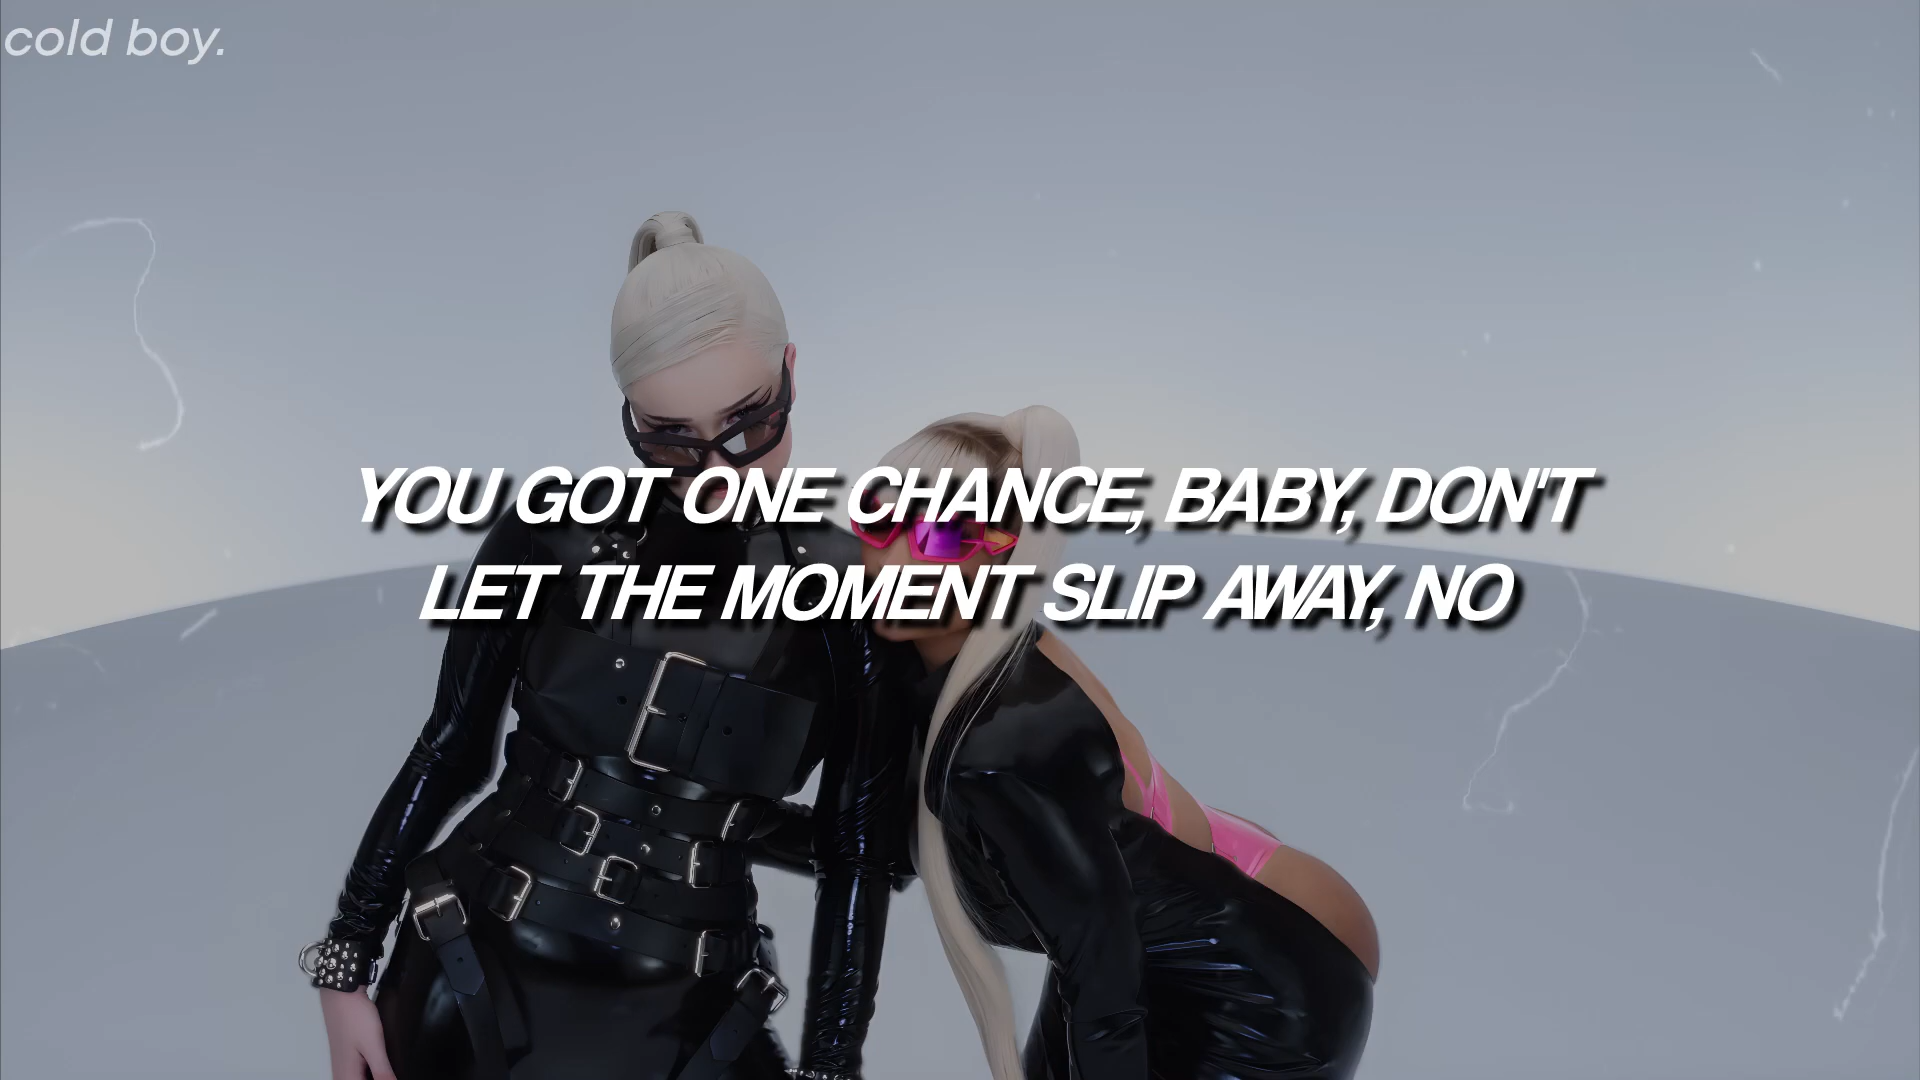 cold boy.
YOU GOT ONE CHANCE, BABY, DON'T
LET THE MOMENT SLIP AWAY, NO